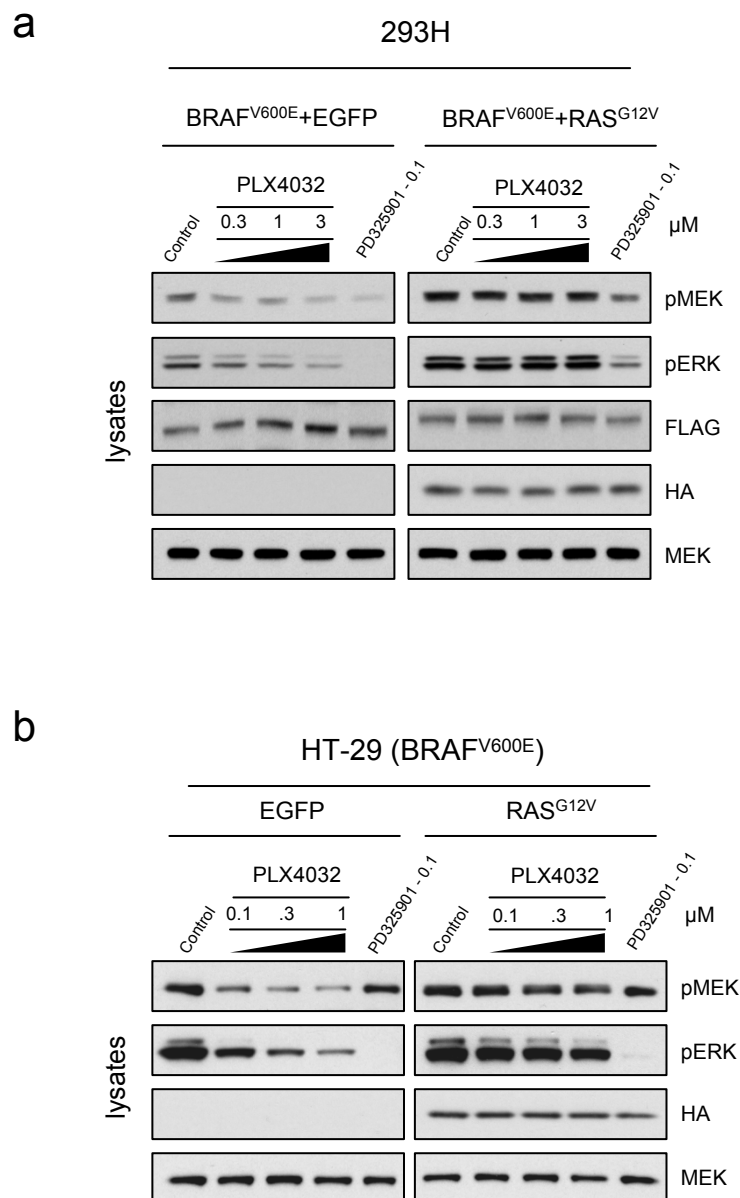 a
293H
BRAFV600E+EGFP BRAFV600E+RASG12V
PLX4032 PLX4032
Control 0.3 1 3 PD325901 - 0.1 Control 0.3 1 3 PD325901 - 0.1 µM
pMEK
pERK
FLAG
HA
MEK
lysates
b
HT-29 (BRAFV600E)
EGFP RASG12V
PLX4032 PLX4032
Control 0.1 .3 1 PD325901 - 0.1 Control 0.1 .3 1 PD325901 - 0.1 µM
pMEK
pERK
HA
MEK
lysates